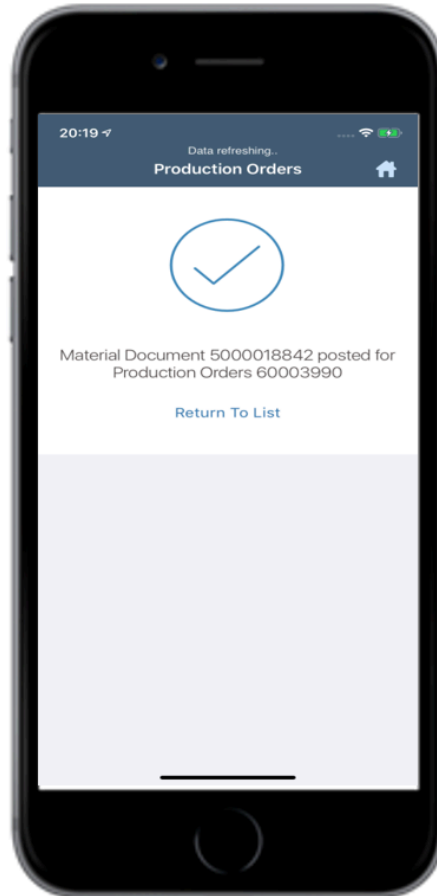 20:19
Data refreshing..
Production Orders
Material Document 5000018842 posted for
Production Orders 60003990
Return To List